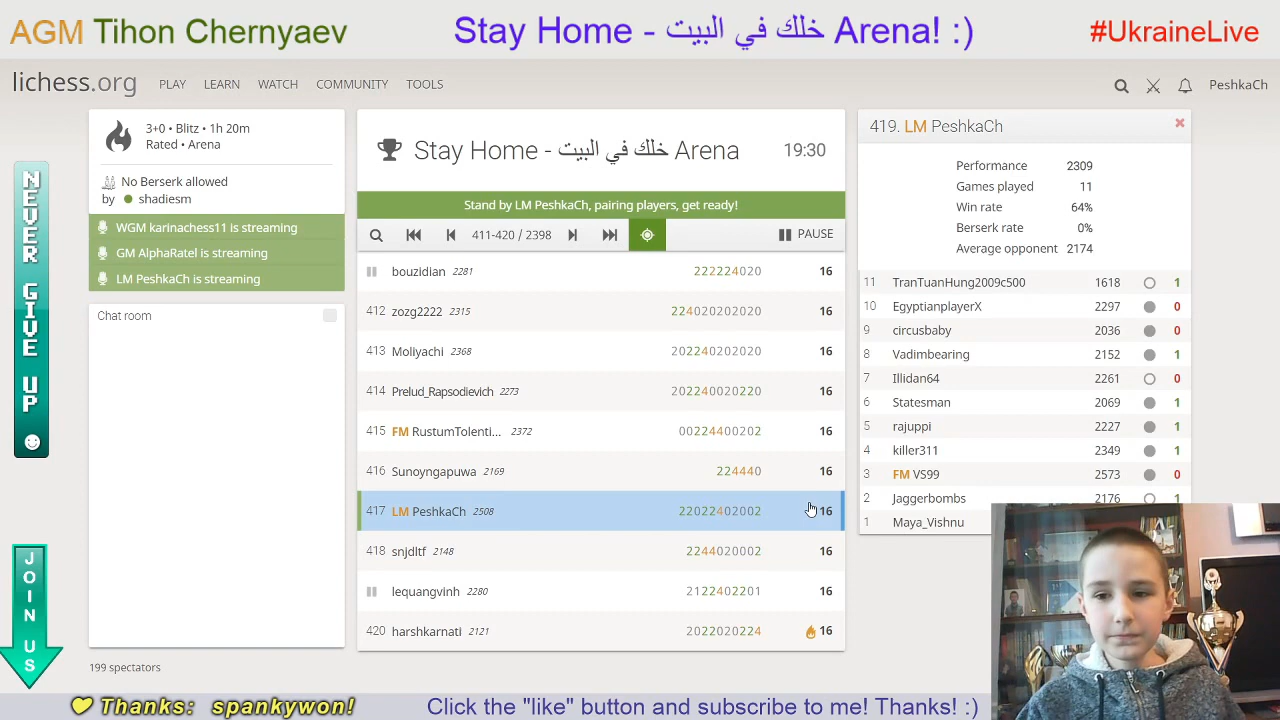 AGM Tihon Chernyaev
Stay Home - خلك في البيت Arena! :)
#UkraineLive
lichess.org
PLAY LEARN WATCH COMMUNITY TOOLS
PeshkaCh
NEVER GIVE UP
JOIN US
3+0 • Blitz • 1h 20m
Rated • Arena
No Berserk allowed
by shadiesm
WGM karinachess11 is streaming
GM AlphaRatel is streaming
LM PeshkaCh is streaming
Chat room
199 spectators
Stay Home - خلك في البيت Arena 19:30
Stand by LM PeshkaCh, pairing players, get ready!
411-420 / 2398 PAUSE
bouzidian 2281 222224020 16
412 zozg2222 2315 224020202020 16
413 Moliyachi 2368 202240202020 16
414 Prelud_Rapsodievich 2273 202240020220 16
415 FM RustumTolenti... 2372 00224400202 16
416 Sunoyngapuwa 2169 224440 16
417 LM PeshkaCh 2508 22022402002 16
418 snjdltf 2148 2244020002 16
lequangvinh 2280 2122402201 16
420 harshkarnati 2121 2022020224 16
419. LM PeshkaCh
Performance 2309
Games played 11
Win rate 64%
Berserk rate 0%
Average opponent 2174
11 TranTuanHung2009c500 1618 1
10 EgyptianplayerX 2297 0
9 circusbaby 2036 0
8 Vadimbearing 2152 1
7 Illidan64 2261 0
6 Statesman 2069 1
5 rajuppi 2227 1
4 killer311 2349 1
3 FM VS99 2573 0
2 Jaggerbombs 2176 1
1 Maya_Vishnu
Thanks: spankywon!
Click the "like" button and subscribe to me! Thanks! :)